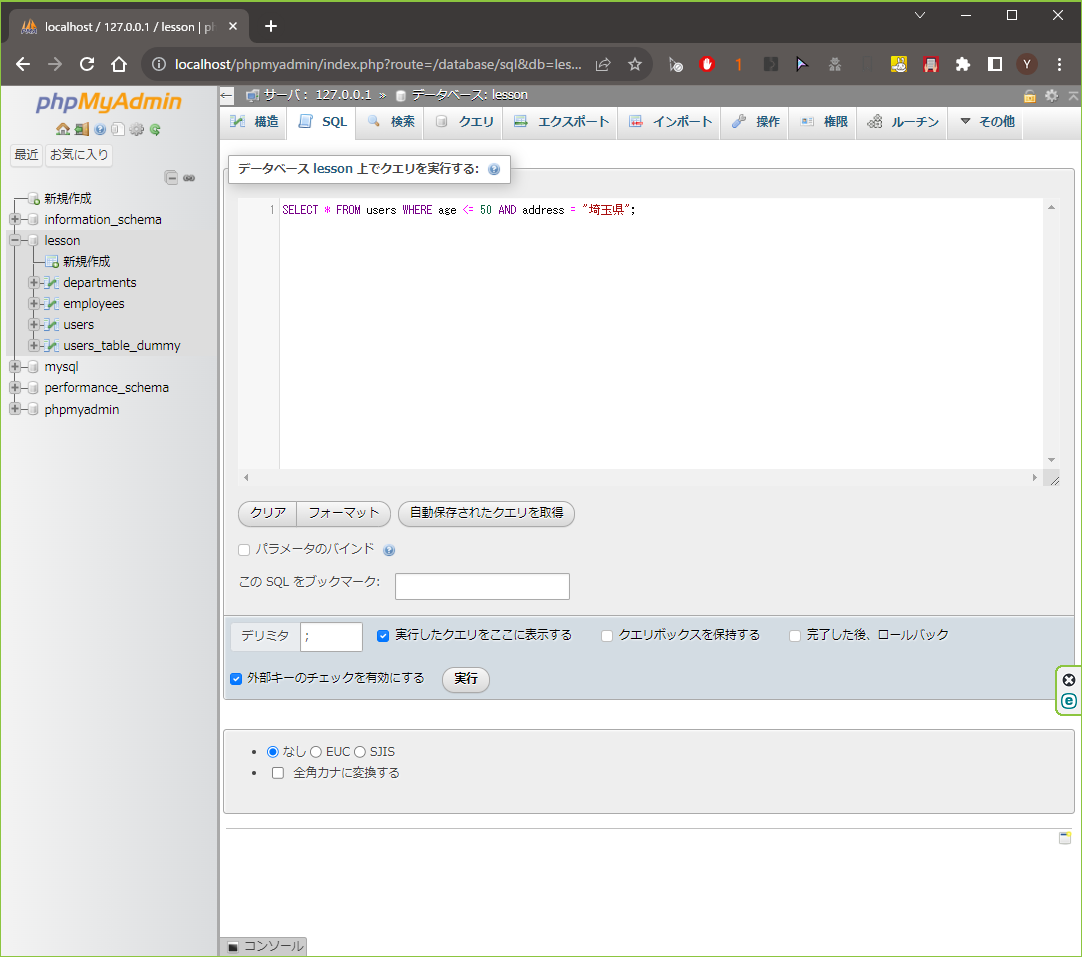 localhost / 127.0.0.1 / lesson | ph
localhost/phpmyadmin/index.php?route=/database/sql&db=les...
1
Y
phpMyAdmin
最近 お気に入り
新規作成
information_schema
lesson
新規作成
departments
employees
users
users_table_dummy
mysql
performance_schema
phpmyadmin
サーバ: 127.0.0.1 » データベース: lesson
構造 SQL 検索 クエリ エクスポート インポート 操作 権限 ルーチン その他
データベース lesson 上でクエリを実行する:
1 SELECT * FROM users WHERE age <= 50 AND address = "埼玉県";
クリア フォーマット 自動保存されたクエリを取得
パラメータのバインド
この SQL をブックマーク:
デリミタ ; 実行したクエリをここに表示する クエリボックスを保持する 完了した後、ロールバック
外部キーのチェックを有効にする 実行
なし EUC SJIS
全角カナに変換する
コンソール